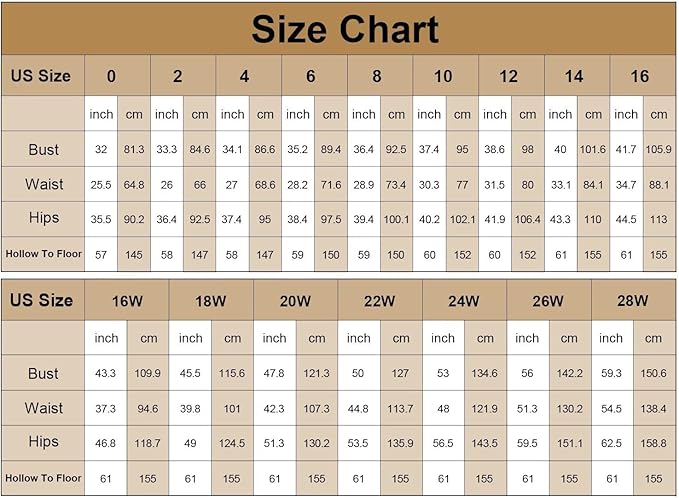 Size Chart
US Size 0 2 4 6 8 10 12 14 16
inch cm inch cm inch cm inch cm inch cm inch cm inch cm inch cm inch cm
Bust 32 81.3 33.3 84.6 34.1 86.6 35.2 89.4 36.4 92.5 37.4 95 38.6 98 40 101.6 41.7 105.9
Waist 25.5 64.8 26 66 27 68.6 28.2 71.6 28.9 73.4 30.3 77 31.5 80 33.1 84.1 34.7 88.1
Hips 35.5 90.2 36.4 92.5 37.4 95 38.4 97.5 39.4 100.1 40.2 102.1 41.9 106.4 43.3 110 44.5 113
Hollow To Floor 57 145 58 147 58 147 59 150 59 150 60 152 60 152 61 155 61 155
US Size 16W 18W 20W 22W 24W 26W 28W
inch cm inch cm inch cm inch cm inch cm inch cm inch cm
Bust 43.3 109.9 45.5 115.6 47.8 121.3 50 127 53 134.6 56 142.2 59.3 150.6
Waist 37.3 94.6 39.8 101 42.3 107.3 44.8 113.7 48 121.9 51.3 130.2 54.5 138.4
Hips 46.8 118.7 49 124.5 51.3 130.2 53.5 135.9 56.5 143.5 59.5 151.1 62.5 158.8
Hollow To Floor 61 155 61 155 61 155 61 155 61 155 61 155 61 155